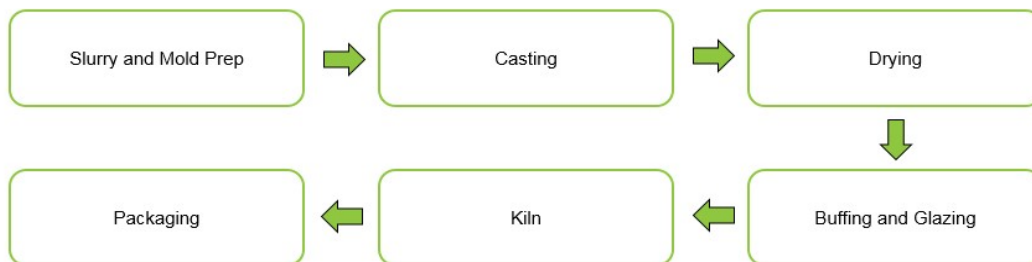 Slurry and Mold Prep
Casting
Drying
Buffing and Glazing
Kiln
Packaging